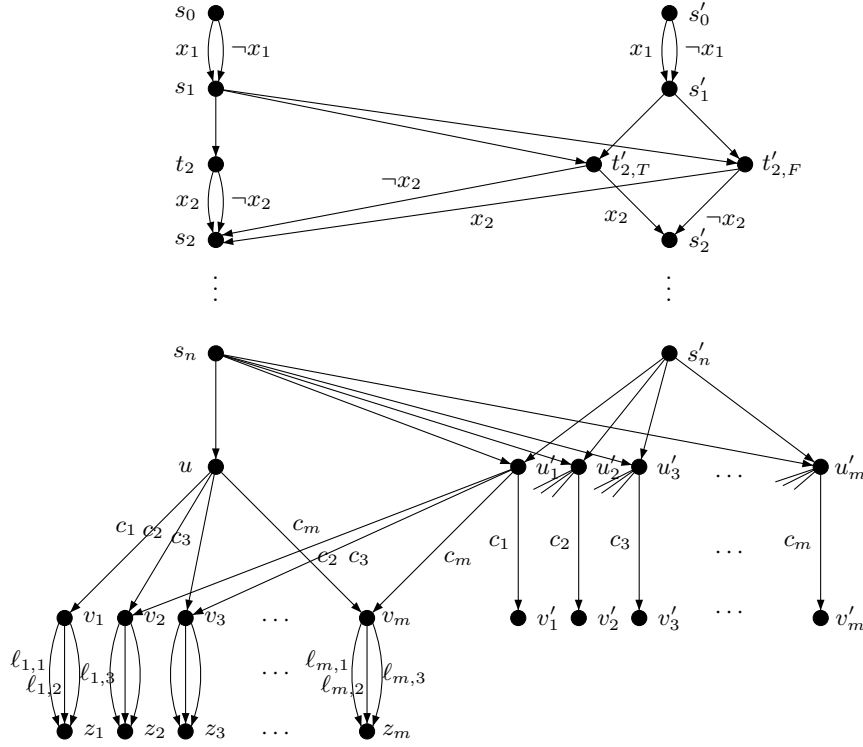 s₀ s′₀
x₁ ¬x₁ x₁ ¬x₁
s₁ s′₁
t₂ t′₂,T t′₂,F
x₂ ¬x₂ ¬x₂ x₂ x₂ ¬x₂
s₂ s′₂
⋮ ⋮
sₙ s′ₙ
u u′₁ u′₂ u′₃ … u′ₘ
c₁ c₂ c₃ cₘ c₂ c₃ cₘ c₁ c₂ c₃ … cₘ
v₁ v₂ v₃ … vₘ v′₁ v′₂ v′₃ … v′ₘ
ℓ₁,₁ ℓ₁,₂ ℓ₁,₃ … ℓₘ,₁ ℓₘ,₂ ℓₘ,₃
z₁ z₂ z₃ … zₘ